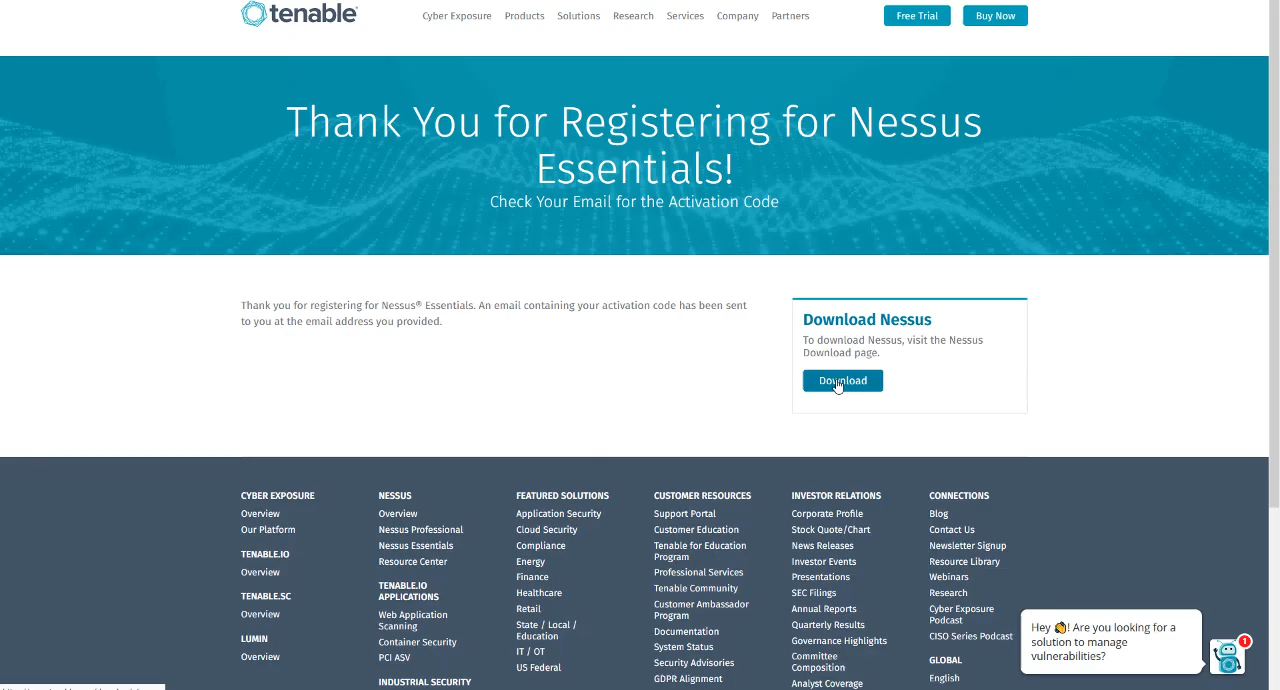 tenable
Cyber Exposure Products Solutions Research Services Company Partners
Free Trial Buy Now
Thank You for Registering for Nessus
Essentials!
Check Your Email for the Activation Code
Thank you for registering for Nessus® Essentials. An email containing your activation code has been sent
to you at the email address you provided.
Download Nessus
To download Nessus, visit the Nessus
Download page.
Download
CYBER EXPOSURE
Overview
Our Platform
TENABLE.IO
Overview
TENABLE.SC
Overview
LUMIN
Overview
NESSUS
Overview
Nessus Professional
Nessus Essentials
Resource Center
TENABLE.IO
APPLICATIONS
Web Application
Scanning
Container Security
PCI ASV
INDUSTRIAL SECURITY
FEATURED SOLUTIONS
Application Security
Cloud Security
Compliance
Energy
Finance
Healthcare
Retail
State / Local /
Education
IT / OT
US Federal
CUSTOMER RESOURCES
Support Portal
Customer Education
Tenable for Education
Program
Professional Services
Tenable Community
Customer Ambassador
Program
Documentation
System Status
Security Advisories
GDPR Alignment
INVESTOR RELATIONS
Corporate Profile
Stock Quote/Chart
News Releases
Investor Events
Presentations
SEC Filings
Annual Reports
Quarterly Results
Governance Highlights
Committee
Composition
Analyst Coverage
CONNECTIONS
Blog
Contact Us
Newsletter Signup
Resource Library
Webinars
Research
Cyber Exposure
Podcast
CISO Series Podcast
GLOBAL
English
Hey 👋! Are you looking for a
solution to manage
vulnerabilities?
1